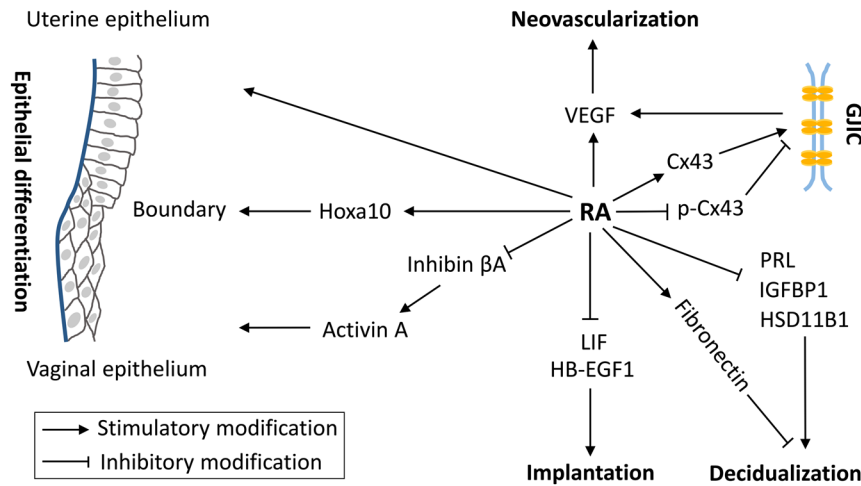 Uterine epithelium
Neovascularization
Epithelial differentiation
VEGF
GJIC
Cx43
Boundary
Hoxa10
RA
p-Cx43
Inhibin βA
PRL
IGFBP1
HSD11B1
Activin A
Fibronectin
LIF
HB-EGF1
Vaginal epithelium
Stimulatory modification
Inhibitory modification
Implantation
Decidualization